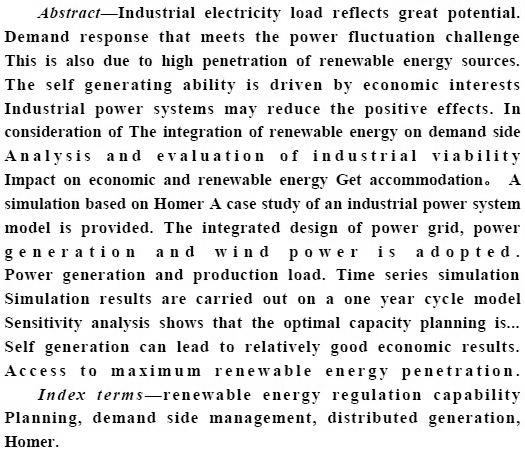 Abstract—Industrial electricity load reflects great potential.
Demand response that meets the power fluctuation challenge
This is also due to high penetration of renewable energy sources.
The self generating ability is driven by economic interests
Industrial power systems may reduce the positive effects. In
consideration of The integration of renewable energy on demand side
Analysis and evaluation of industrial viability
Impact on economic and renewable energy Get accommodation。 A
simulation based on Homer A case study of an industrial power system
model is provided. The integrated design of power grid, power
generation and wind power is adopted.
Power generation and production load. Time series simulation
Simulation results are carried out on a one year cycle model
Sensitivity analysis shows that the optimal capacity planning is...
Self generation can lead to relatively good economic results.
Access to maximum renewable energy penetration.
Index terms—renewable energy regulation capability
Planning, demand side management, distributed generation,
Homer.